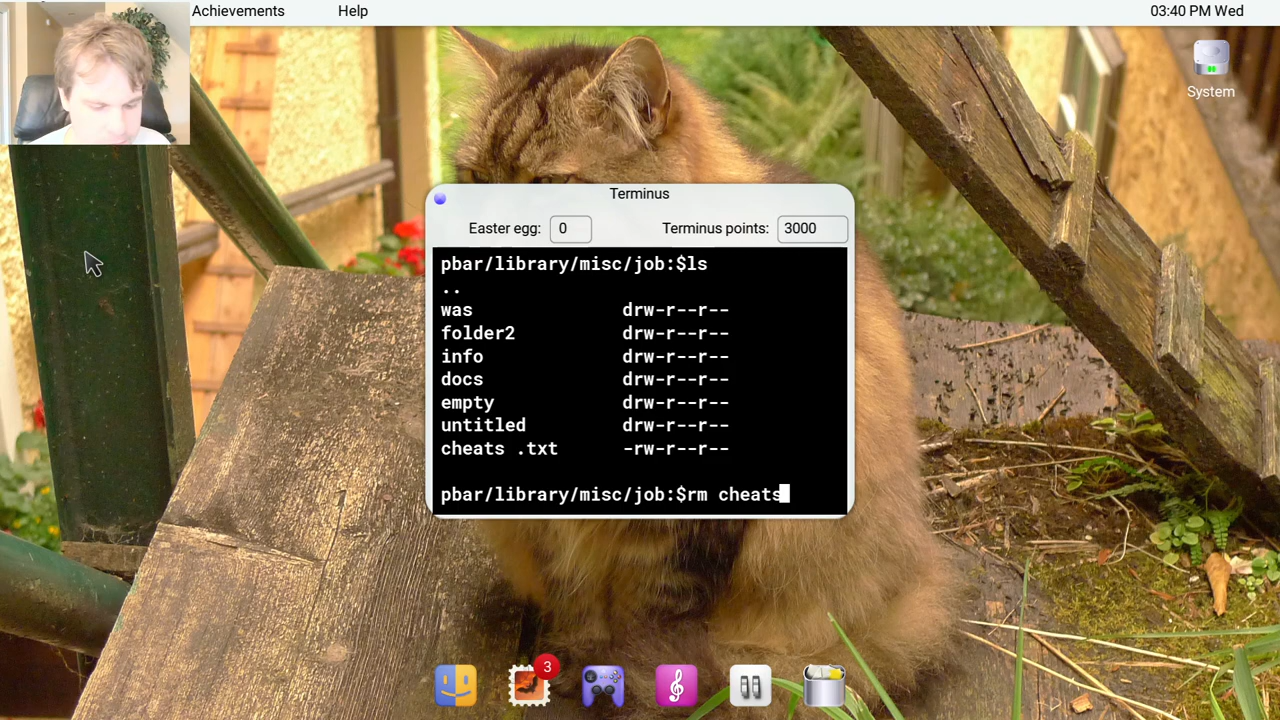 Achievements Help 03:40 PM Wed
System
Terminus
Easter egg: 0 Terminus points: 3000
pbar/library/misc/job:$ls
..
was drw-r--r--
folder2 drw-r--r--
info drw-r--r--
docs drw-r--r--
empty drw-r--r--
untitled drw-r--r--
cheats .txt -rw-r--r--
pbar/library/misc/job:$rm cheats
3